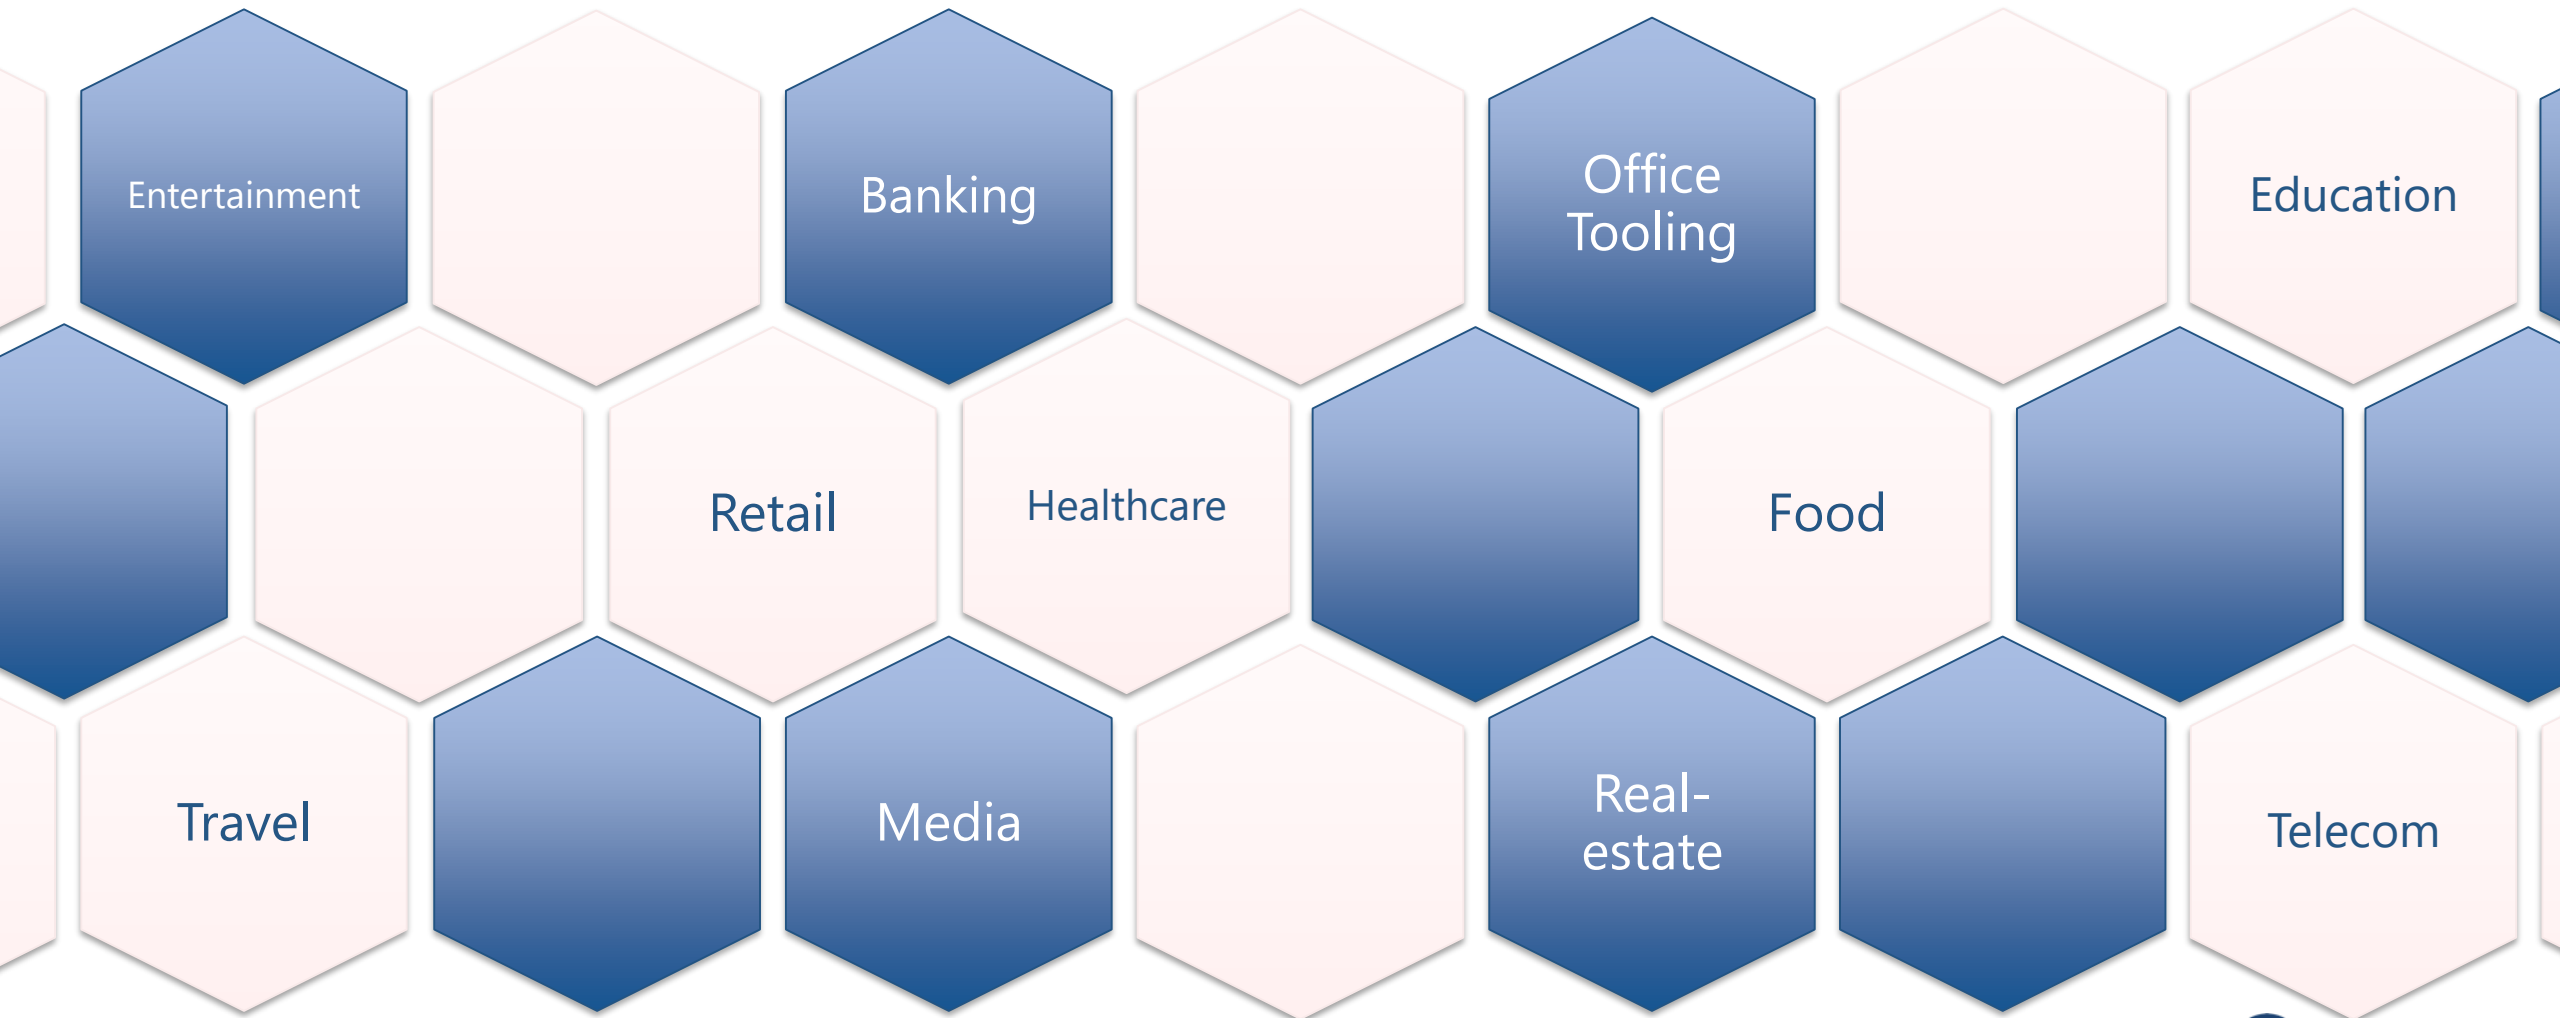 Entertainment
Banking
Office
Tooling
Education
Retail
Healthcare
Food
Travel
Media
Real-
estate
Telecom